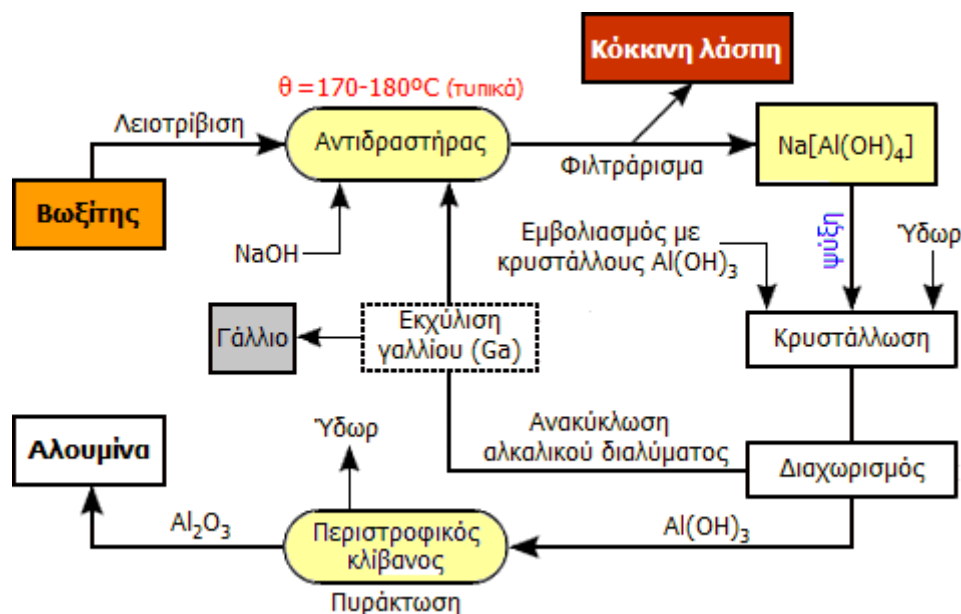 Κόκκινη λάσπη
θ =170-180ºC (τυπικά)
Λειοτρίβιση
Αντιδραστήρας
Na[Al(OH)₄]
Φιλτράρισμα
Βωξίτης
NaOH
Εμβολιασμός με
κρυστάλλους Al(OH)₃
ψύξη
Ύδωρ
Γάλλιο
Εκχύλιση
γαλλίου (Ga)
Κρυστάλλωση
Ανακύκλωση
αλκαλικού διαλύματος
Αλουμίνα
Ύδωρ
Διαχωρισμός
Al₂O₃
Περιστροφικός
κλίβανος
Al(OH)₃
Πυράκτωση